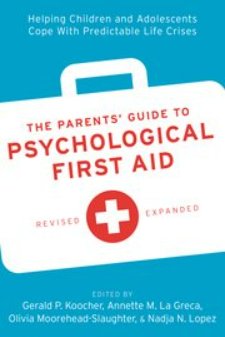 Helping Children and Adolescents
Cope With Predictable Life Crises
THE PARENTS' GUIDE TO
PSYCHOLOGICAL
FIRST AID
REVISED EXPANDED
EDITED BY
Gerald P. Koocher, Annette M. La Greca,
Olivia Moorehead-Slaughter, & Nadja N. Lopez